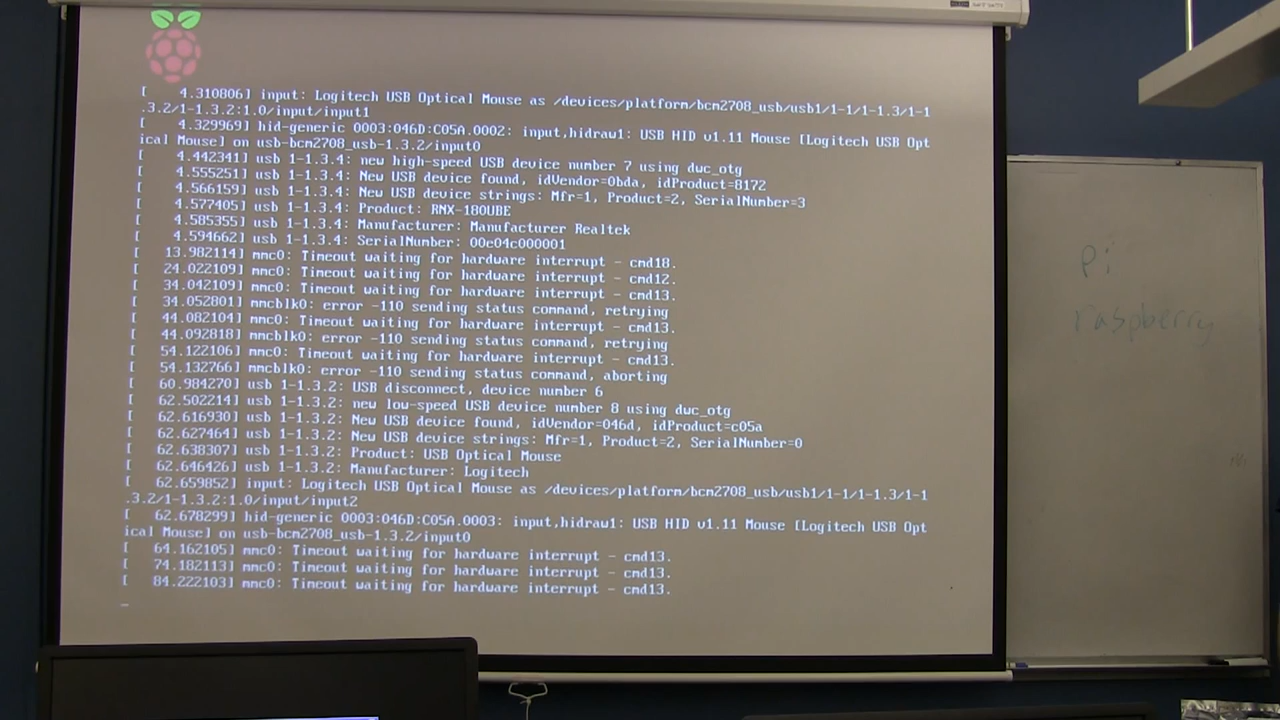 [    4.310806] input: Logitech USB Optical Mouse as /devices/platform/bcm2708_usb/usb1/1-1/1-1.3/1-1
.3.2/1-1.3.2:1.0/input/input1
[    4.329969] hid-generic 0003:046D:C05A.0002: input,hidraw1: USB HID v1.11 Mouse [Logitech USB Opt
ical Mouse] on usb-bcm2708_usb-1.3.2/input0
[    4.442341] usb 1-1.3.4: new high-speed USB device number 7 using dwc_otg
[    4.555251] usb 1-1.3.4: New USB device found, idVendor=0bda, idProduct=8172
[    4.566159] usb 1-1.3.4: New USB device strings: Mfr=1, Product=2, SerialNumber=3
[    4.577405] usb 1-1.3.4: Product: RNX-180UBE
[    4.585355] usb 1-1.3.4: Manufacturer: Manufacturer Realtek
[    4.594662] usb 1-1.3.4: SerialNumber: 00e04c000001
[   13.982114] mmc0: Timeout waiting for hardware interrupt - cmd18.
[   24.022109] mmc0: Timeout waiting for hardware interrupt - cmd12.
[   34.042109] mmc0: Timeout waiting for hardware interrupt - cmd13.
[   34.052801] mmcblk0: error -110 sending status command, retrying
[   44.082104] mmc0: Timeout waiting for hardware interrupt - cmd13.
[   44.092818] mmcblk0: error -110 sending status command, retrying
[   54.122106] mmc0: Timeout waiting for hardware interrupt - cmd13.
[   54.132766] mmcblk0: error -110 sending status command, aborting
[   60.984270] usb 1-1.3.2: USB disconnect, device number 6
[   62.502214] usb 1-1.3.2: new low-speed USB device number 8 using dwc_otg
[   62.616930] usb 1-1.3.2: New USB device found, idVendor=046d, idProduct=c05a
[   62.627464] usb 1-1.3.2: New USB device strings: Mfr=1, Product=2, SerialNumber=0
[   62.638307] usb 1-1.3.2: Product: USB Optical Mouse
[   62.646426] usb 1-1.3.2: Manufacturer: Logitech
[   62.659852] input: Logitech USB Optical Mouse as /devices/platform/bcm2708_usb/usb1/1-1/1-1.3/1-1
.3.2/1-1.3.2:1.0/input/input2
[   62.678299] hid-generic 0003:046D:C05A.0003: input,hidraw1: USB HID v1.11 Mouse [Logitech USB Opt
ical Mouse] on usb-bcm2708_usb-1.3.2/input0
[   64.162105] mmc0: Timeout waiting for hardware interrupt - cmd13.
[   74.182113] mmc0: Timeout waiting for hardware interrupt - cmd13.
[   84.222103] mmc0: Timeout waiting for hardware interrupt - cmd13.
_
pi
raspberry